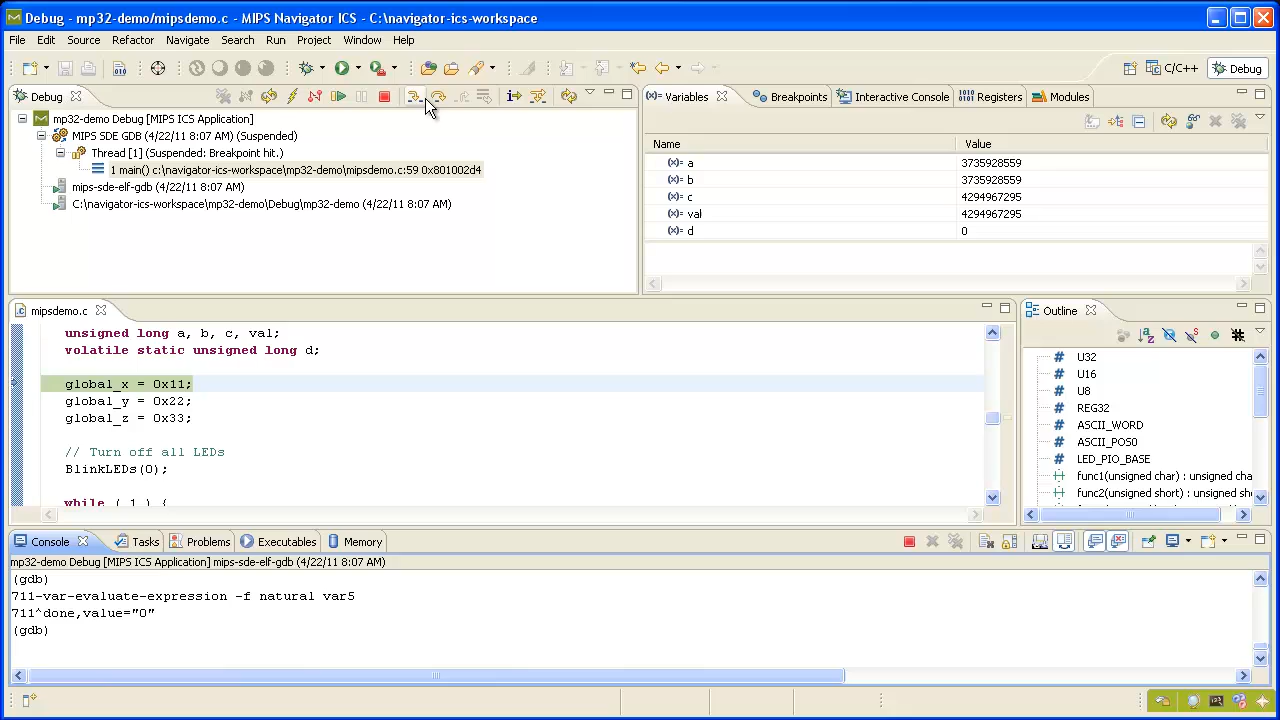 Debug - mp32-demo/mipsdemo.c - MIPS Navigator ICS - C:\navigator-ics-workspace
File Edit Source Refactor Navigate Search Run Project Window Help
C/C++ Debug
Debug
mp32-demo Debug [MIPS ICS Application]
MIPS SDE GDB (4/22/11 8:07 AM) (Suspended)
Thread [1] (Suspended: Breakpoint hit.)
1 main() c:\navigator-ics-workspace\mp32-demo\mipsdemo.c:59 0x801002d4
mips-sde-elf-gdb (4/22/11 8:07 AM)
C:\navigator-ics-workspace\mp32-demo\Debug\mp32-demo (4/22/11 8:07 AM)
(x)= Variables Breakpoints Interactive Console Registers Modules
Name Value
(x)= a 3735928559
(x)= b 3735928559
(x)= c 4294967295
(x)= val 4294967295
(x)= d 0
mipsdemo.c
unsigned long a, b, c, val;
volatile static unsigned long d;
global_x = 0x11;
global_y = 0x22;
global_z = 0x33;
// Turn off all LEDs
BlinkLEDs(0);
while ( 1 ) {
Outline
# U32
# U16
# U8
# REG32
# ASCII_WORD
# ASCII_POS0
# LED_PIO_BASE
func1(unsigned char) : unsigned cha
func2(unsigned short) : unsigned sho
Console Tasks Problems Executables Memory
mp32-demo Debug [MIPS ICS Application] mips-sde-elf-gdb (4/22/11 8:07 AM)
(gdb)
711-var-evaluate-expression -f natural var5
711^done,value="0"
(gdb)